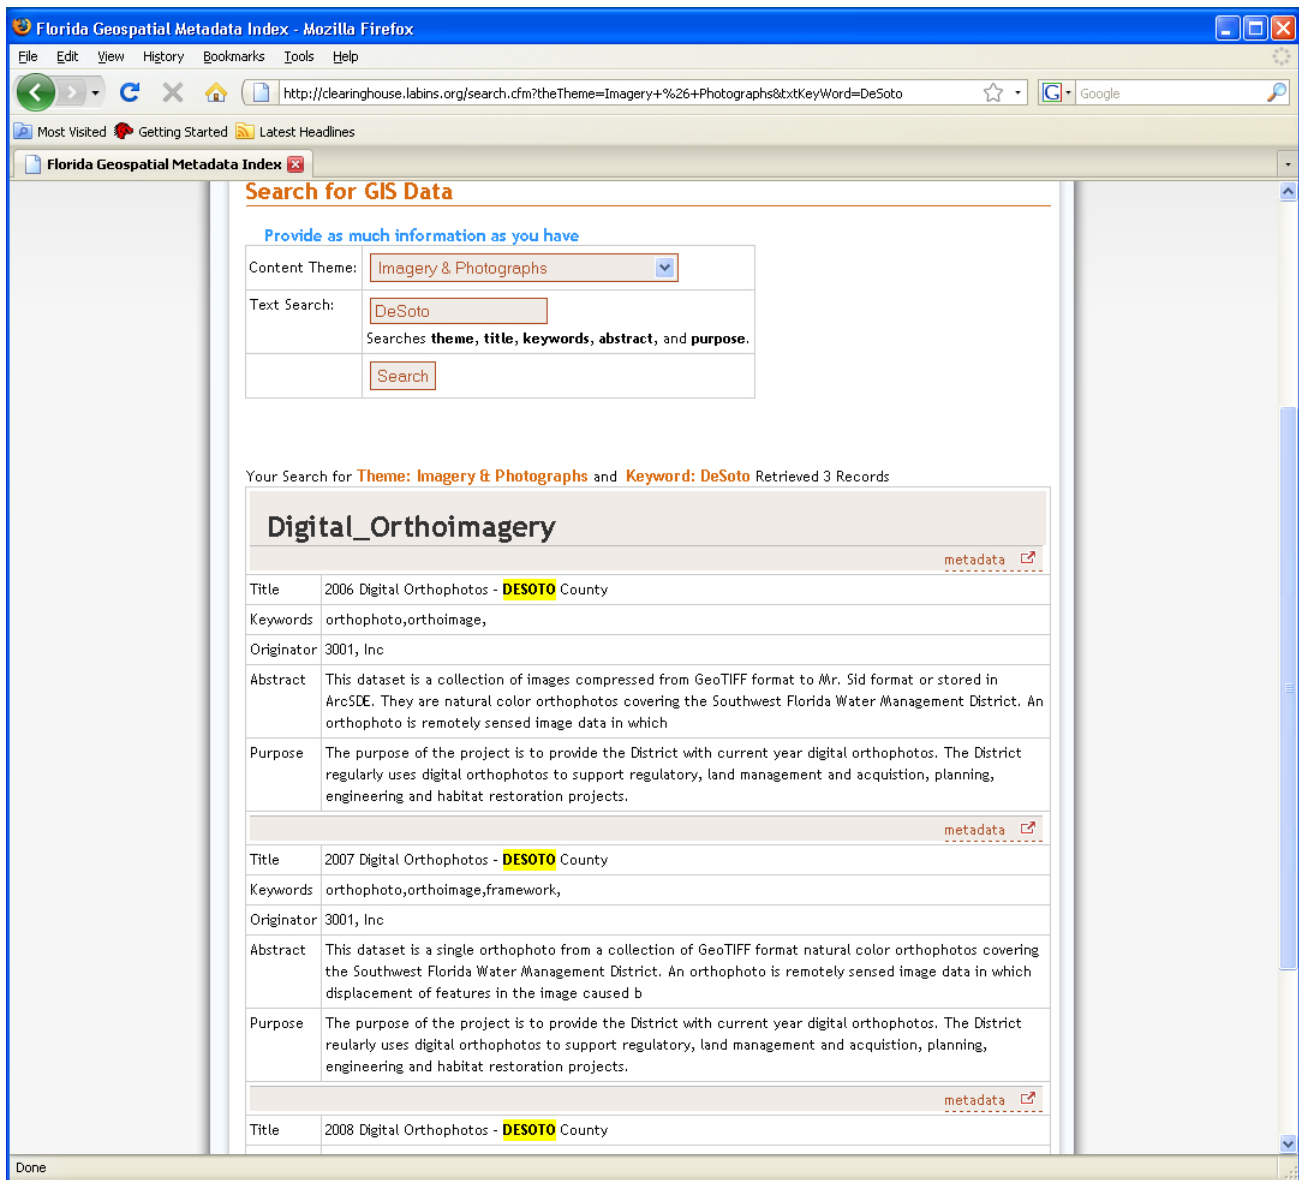 Florida Geospatial Metadata Index - Mozilla Firefox
File Edit View History Bookmarks Tools Help
http://clearinghouse.labins.org/search.cfm?theTheme=Imagery+%26+Photographs&txtKeyWord=DeSoto
G Google
Most Visited Getting Started Latest Headlines
Florida Geospatial Metadata Index
Search for GIS Data
Provide as much information as you have
Content Theme: Imagery & Photographs
Text Search: DeSoto
Searches theme, title, keywords, abstract, and purpose.
Search
Your Search for Theme: Imagery & Photographs and Keyword: DeSoto Retrieved 3 Records
Digital_Orthoimagery
metadata
Title 2006 Digital Orthophotos - DESOTO County
Keywords orthophoto,orthoimage,
Originator 3001, Inc
Abstract This dataset is a collection of images compressed from GeoTIFF format to Mr. Sid format or stored in
ArcSDE. They are natural color orthophotos covering the Southwest Florida Water Management District. An
orthophoto is remotely sensed image data in which
Purpose The purpose of the project is to provide the District with current year digital orthophotos. The District
regularly uses digital orthophotos to support regulatory, land management and acquistion, planning,
engineering and habitat restoration projects.
metadata
Title 2007 Digital Orthophotos - DESOTO County
Keywords orthophoto,orthoimage,framework,
Originator 3001, Inc
Abstract This dataset is a single orthophoto from a collection of GeoTIFF format natural color orthophotos covering
the Southwest Florida Water Management District. An orthophoto is remotely sensed image data in which
displacement of features in the image caused b
Purpose The purpose of the project is to provide the District with current year digital orthophotos. The District
reularly uses digital orthophotos to support regulatory, land management and acquistion, planning,
engineering and habitat restoration projects.
metadata
Title 2008 Digital Orthophotos - DESOTO County
Done